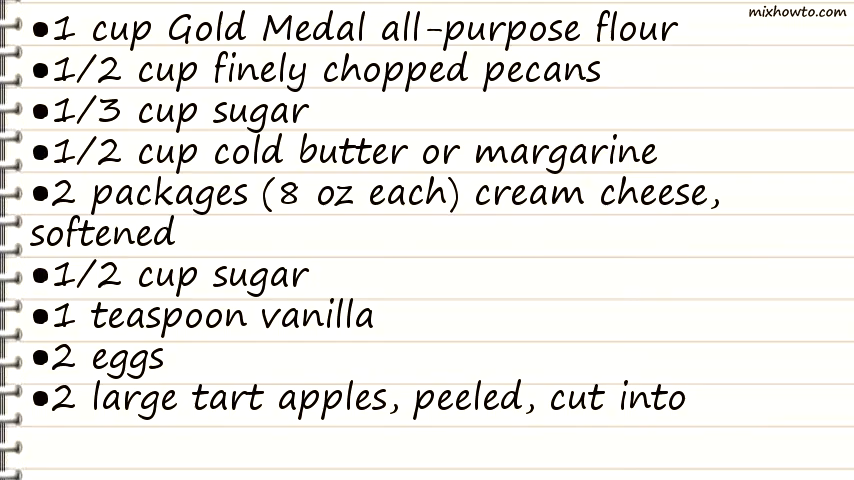 mixhowto.com
•1 cup Gold Medal all-purpose flour
•1/2 cup finely chopped pecans
•1/3 cup sugar
•1/2 cup cold butter or margarine
•2 packages (8 oz each) cream cheese,
softened
•1/2 cup sugar
•1 teaspoon vanilla
•2 eggs
•2 large tart apples, peeled, cut into